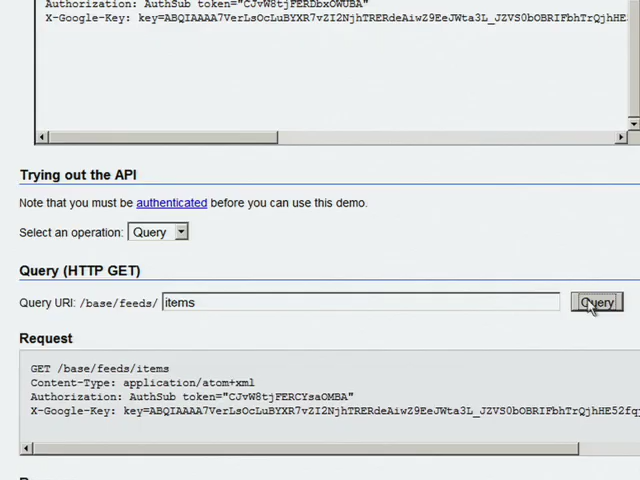 Authorization: AuthSub token="CJvW8tjFERDbxOWUBA"
X-Google-Key: key=ABQIAAAA7VerLsOcLuBYXR7vZI2NjhTRERdeAiwZ9EeJWta3L_JZVS0bOBRIFbhTrQjhHE
Trying out the API
Note that you must be authenticated before you can use this demo.
Select an operation: Query
Query (HTTP GET)
Query URI: /base/feeds/ items Query
Request
GET /base/feeds/items
Content-Type: application/atom+xml
Authorization: AuthSub token="CJvW8tjFERCYsaOMBA"
X-Google-Key: key=ABQIAAAA7VerLsOcLuBYXR7vZI2NjhTRERdeAiwZ9EeJWta3L_JZVS0bOBRIFbhTrQjhHE52fq